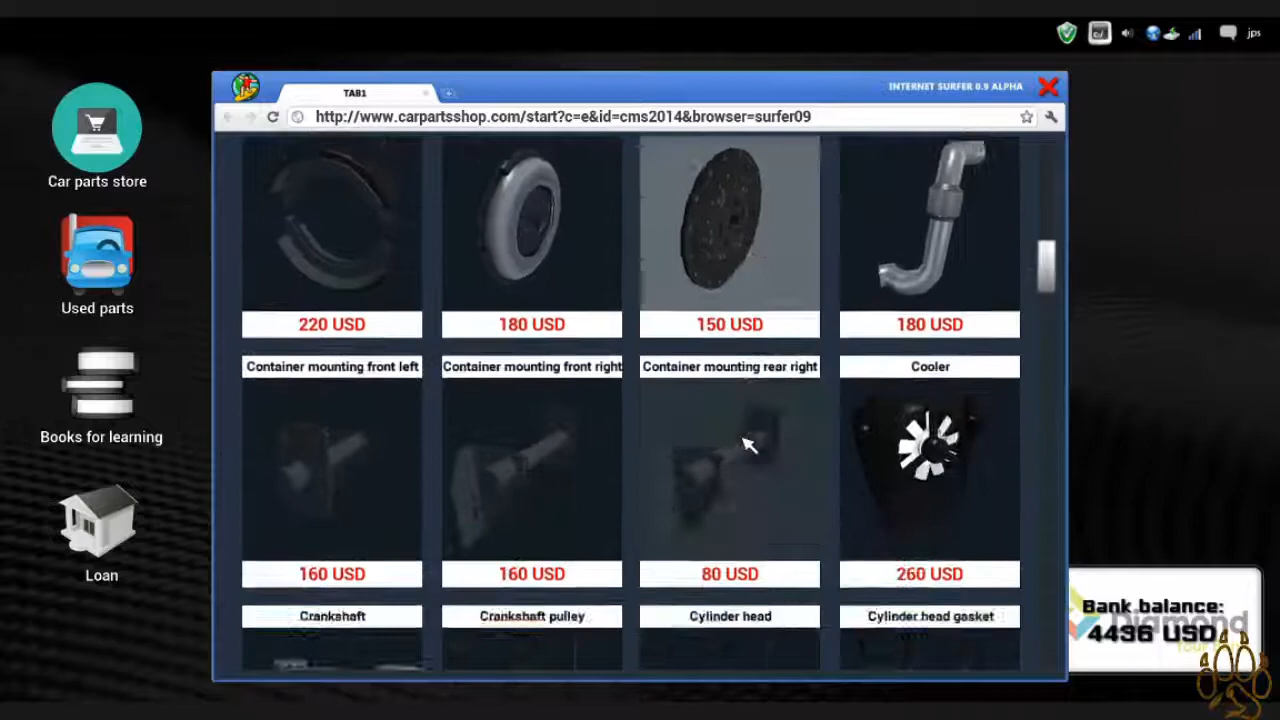 jps
TAB1
INTERNET SURFER 0.9 ALPHA
http://www.carpartsshop.com/start?c=e&id=cms2014&browser=surfer09
Car parts store
Used parts
Books for learning
Loan
220 USD 180 USD 150 USD 180 USD
Container mounting front left Container mounting front right Container mounting rear right Cooler
160 USD 160 USD 80 USD 260 USD
Crankshaft Crankshaft pulley Cylinder head Cylinder head gasket
Bank balance:
4436 USD
Diamond